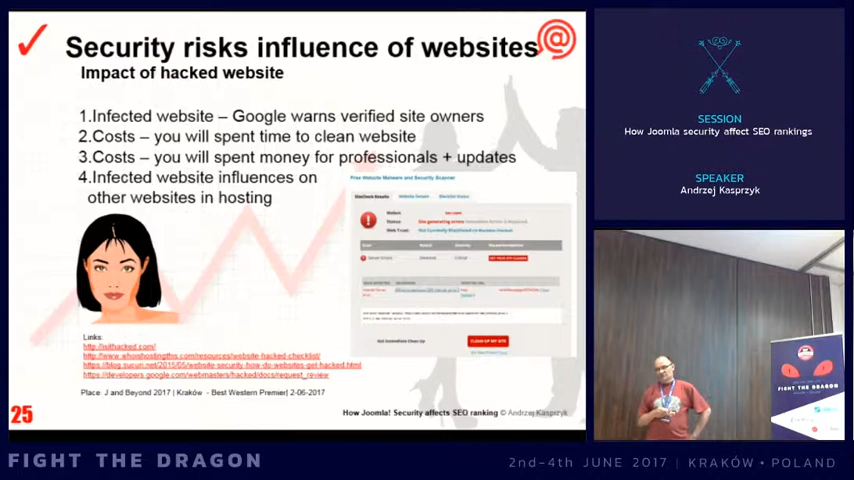 Security risks influence of websites
Impact of hacked website
1.Infected website – Google warns verified site owners
2.Costs – you will spent time to clean website
3.Costs – you will spent money for professionals + updates
4.Infected website influences on
other websites in hosting
Free Website Malware and Security Scanner
CLEAN UP MY SITE
Links:
http://isithacked.com/
http://www.whoishostingthis.com/resources/website-hacked-checklist/
https://blog.sucuri.net/2015/05/website-security-how-do-websites-get-hacked.html
https://developers.google.com/webmasters/hacked/docs/request_review
Place: J and Beyond 2017 | Kraków - Best Western Premier| 2-06-2017
25
How Joomla! Security affects SEO ranking © Andrzej Kasprzyk
SESSION
How Joomla security affect SEO rankings
SPEAKER
Andrzej Kasprzyk
FIGHT THE DRAGON
2nd-4th JUNE 2017 | KRAKÓW • POLAND